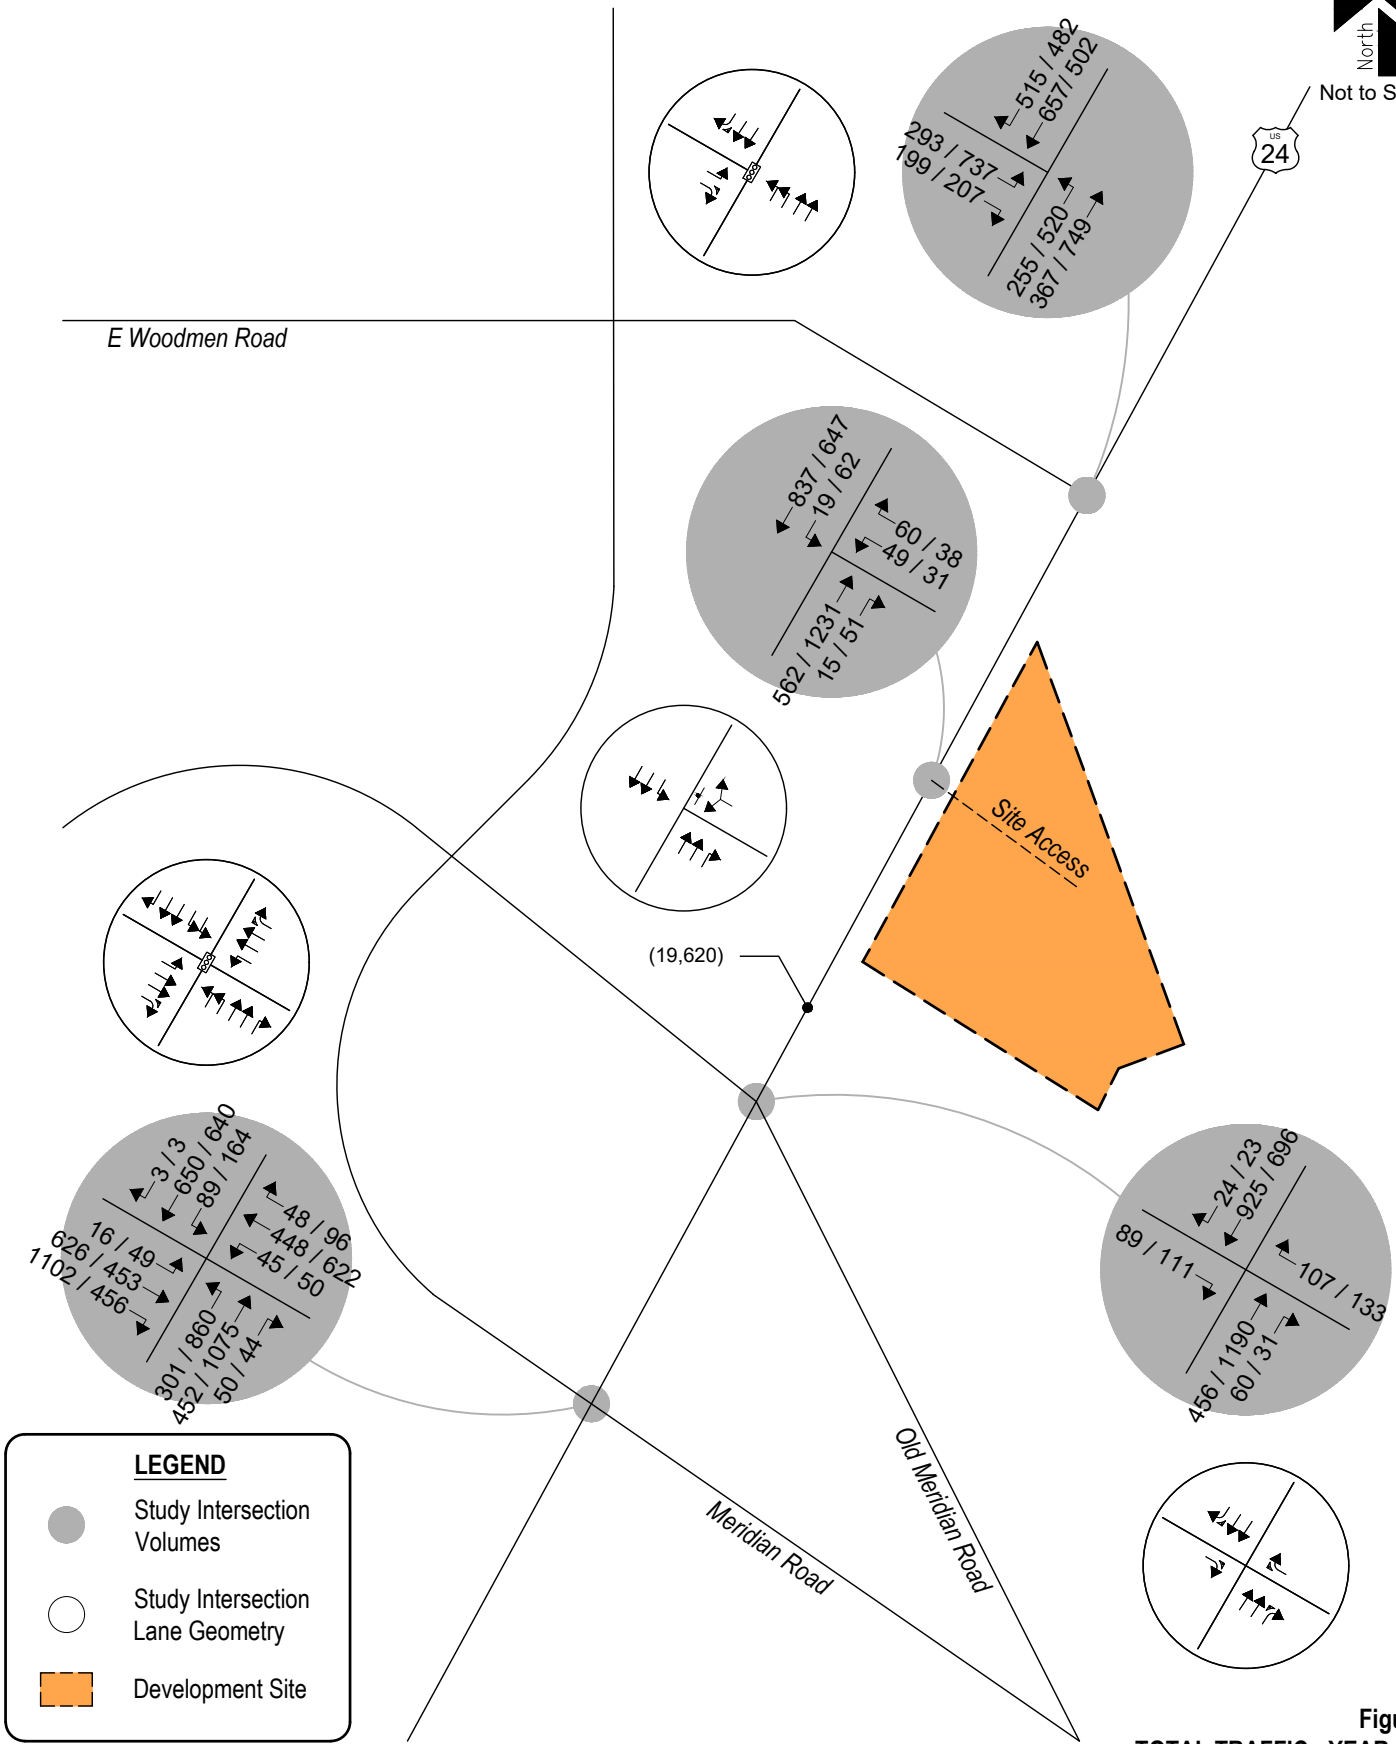 North
Not to S
US
24
515 / 482
657/ 502
293 / 737
199 / 207
255 / 520
367 / 749
E Woodmen Road
837 / 647
19 / 62
60 / 38
49 / 31
562 / 1231
15 / 51
Site Access
(19,620)
3 / 3
650 / 640
89 / 164
48 / 96
448 / 622
45 / 50
16 / 49
626 / 453
1102 / 456
301 / 860
452 / 1075
50 / 44
24 / 23
925 / 696
89 / 111
107 / 133
456 / 1190
60 / 31
Old Meridian Road
Meridian Road
LEGEND
Study Intersection
Volumes
Study Intersection
Lane Geometry
Development Site
Figu